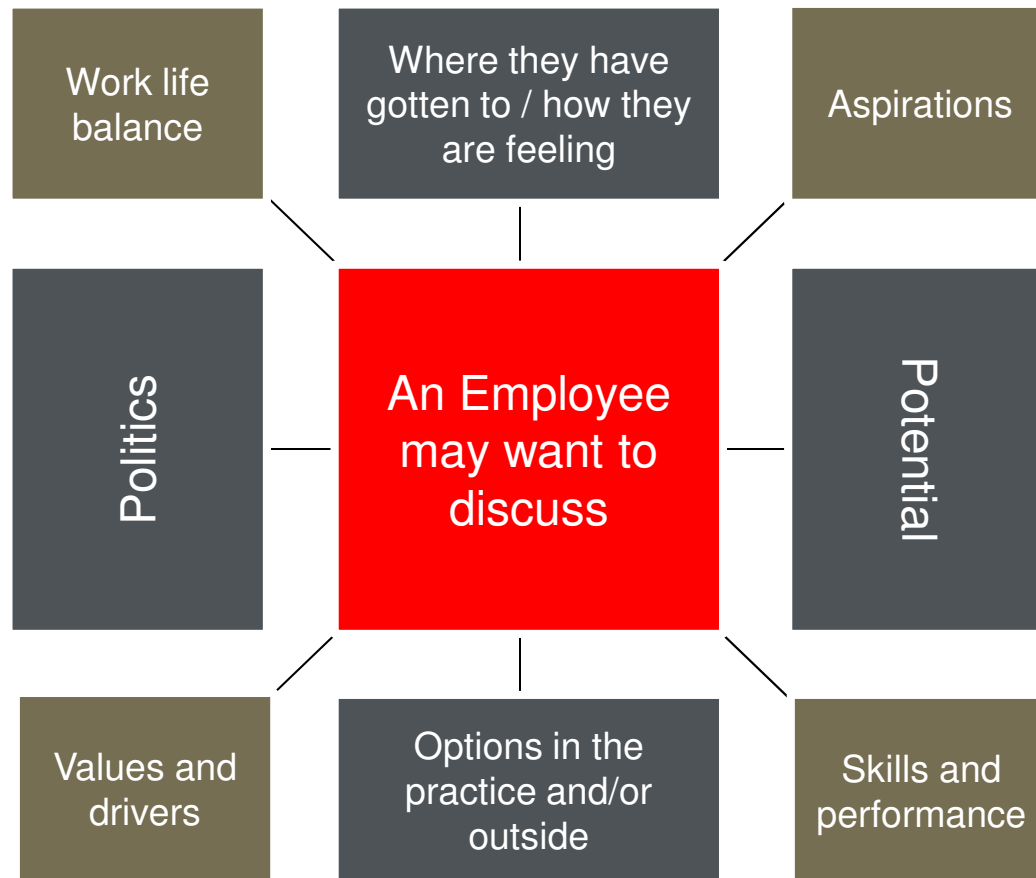 Work life
balance
Where they have
gotten to / how they
are feeling
Aspirations
Politics
An Employee
may want to
discuss
Potential
Values and
drivers
Options in the
practice and/or
outside
Skills and
performance